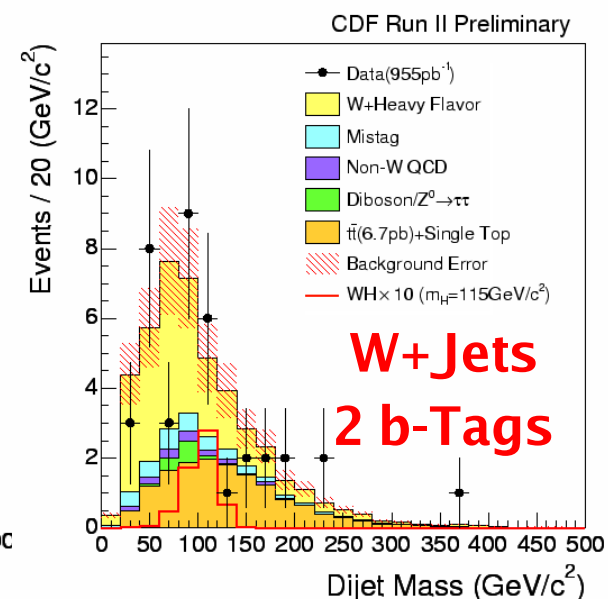 CDF Run II Preliminary
Events / 20 (GeV/c²)
12
10
8
6
4
2
0
Data(955pb⁻¹)
W+Heavy Flavor
Mistag
Non-W QCD
Diboson/Z⁰→ττ
tt̄(6.7pb)+Single Top
Background Error
WH×10 (m_H=115GeV/c²)
W+Jets
2 b-Tags
0 50 100 150 200 250 300 350 400 450 500
Dijet Mass (GeV/c²)